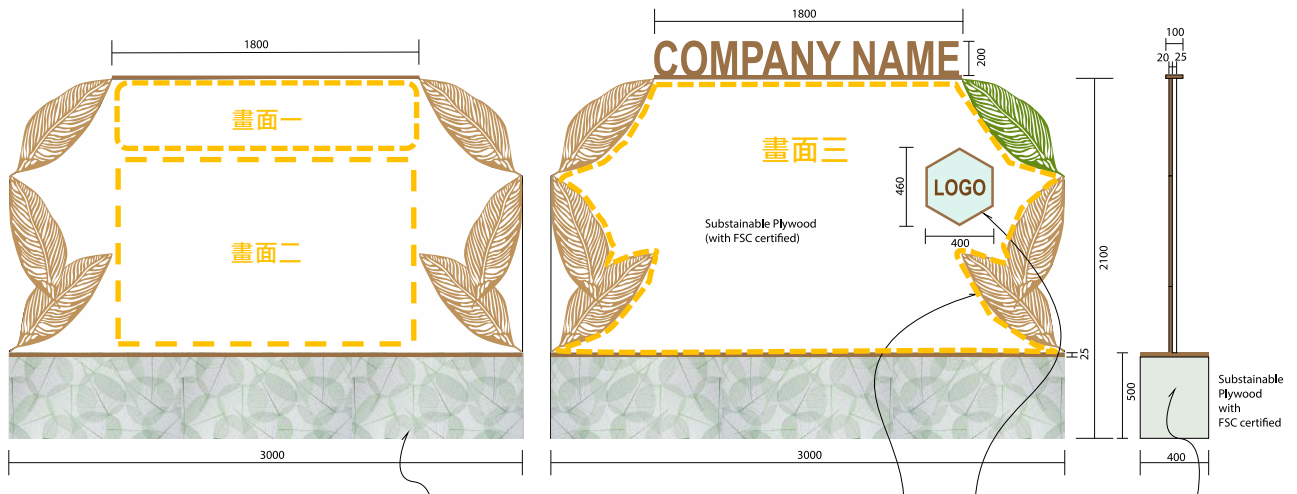 1800
畫面一
畫面二
3000
1800
COMPANY NAME
200
畫面三
460
LOGO
400
Substainable Plywood
(with FSC certified)
25
3000
2100
500
100
20
25
Substainable
Plywood
with
FSC certified
400